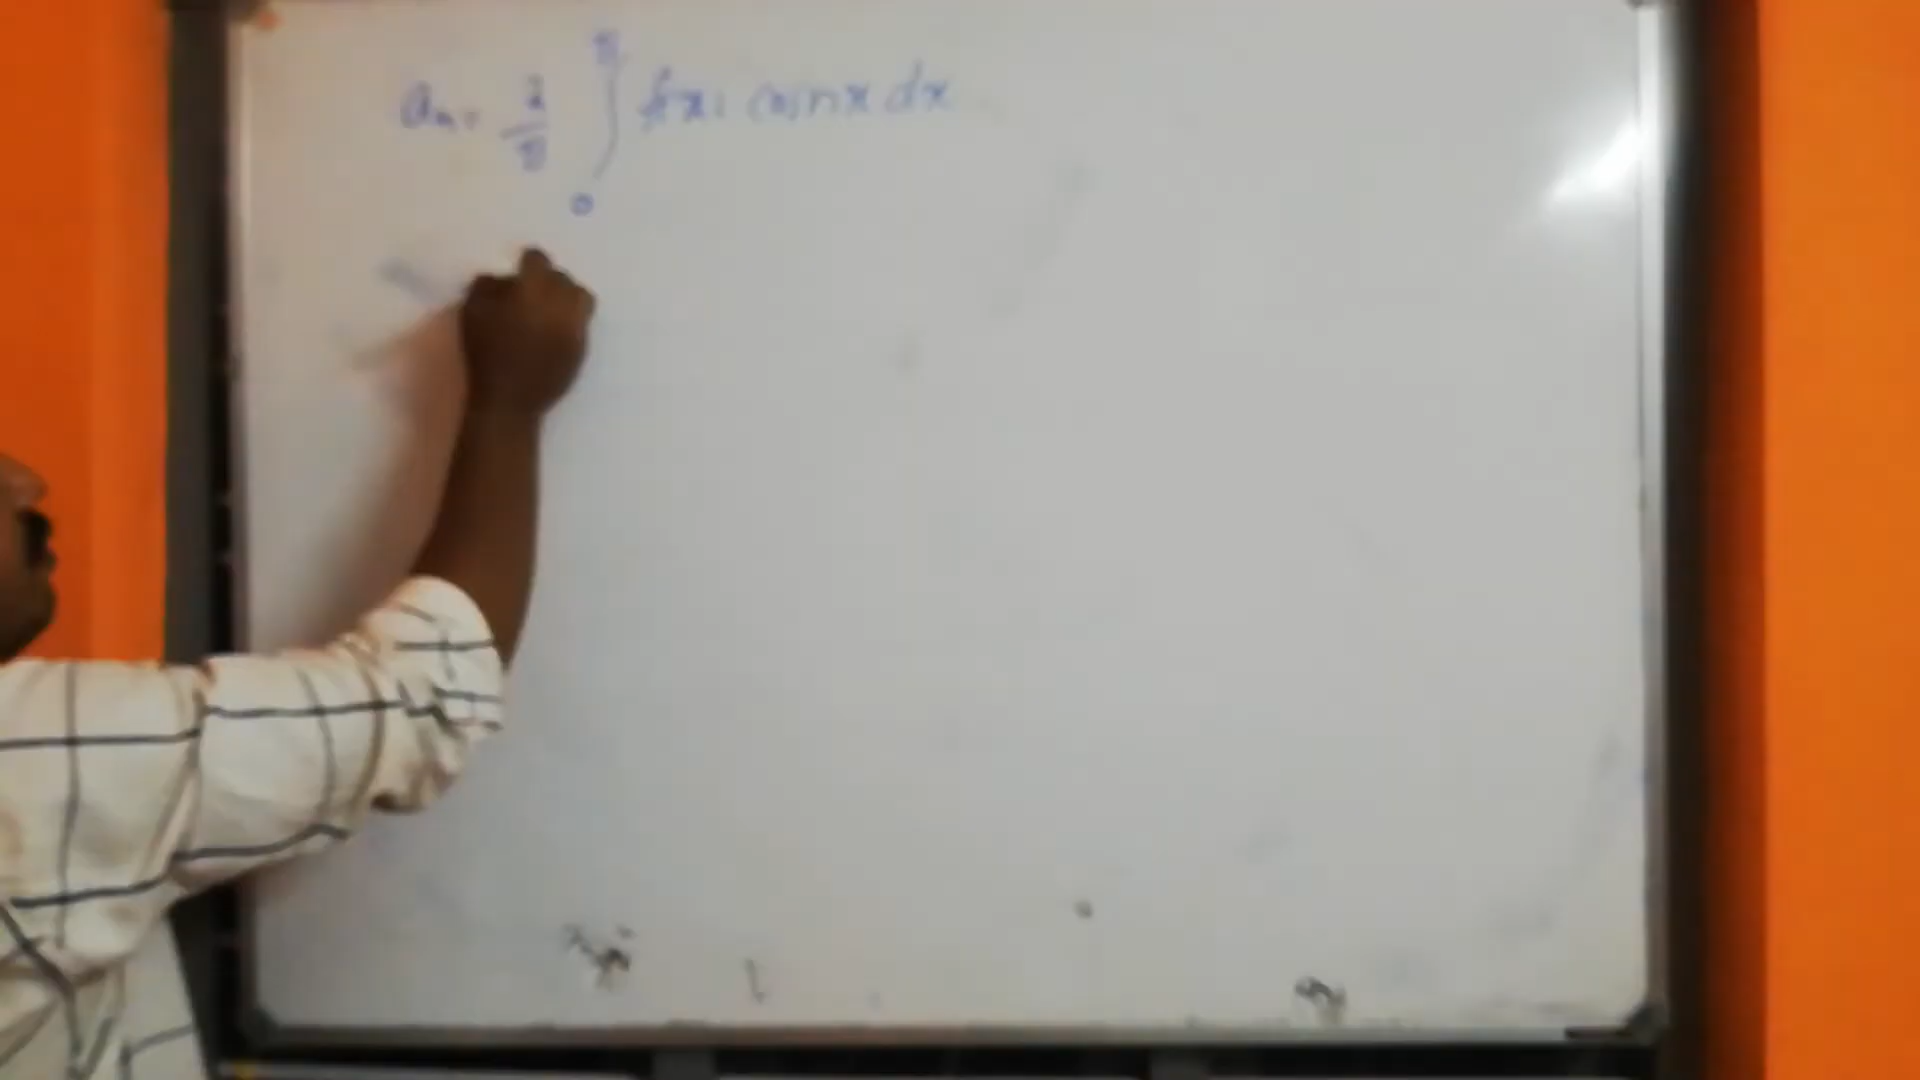 aₙ = 2/π ∫₀^π f(x) cos nx dx